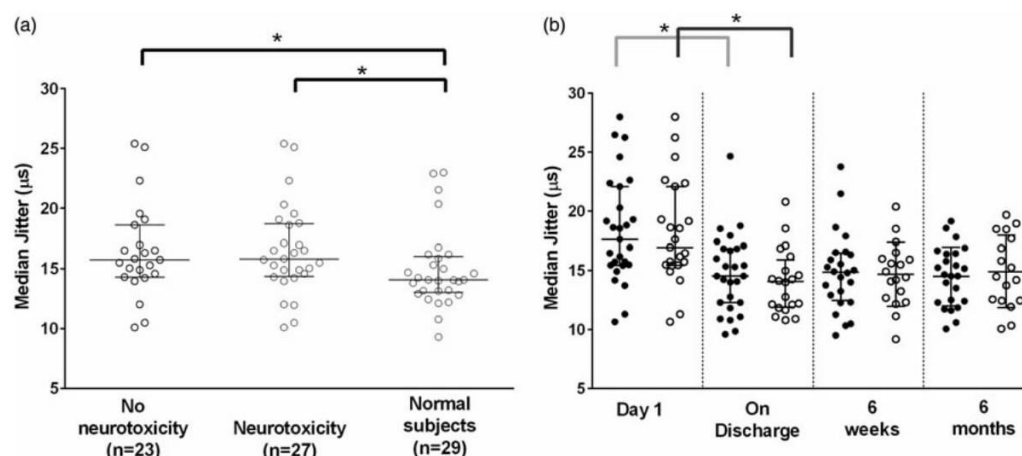 (a)
*
*
30
25
20
15
10
5
Median Jitter (μs)
No
neurotoxicity
(n=23)
Neurotoxicity
(n=27)
Normal
subjects
(n=29)
(b)
*
*
30
25
20
15
10
5
Median Jitter (μs)
Day 1
On
Discharge
6
weeks
6
months